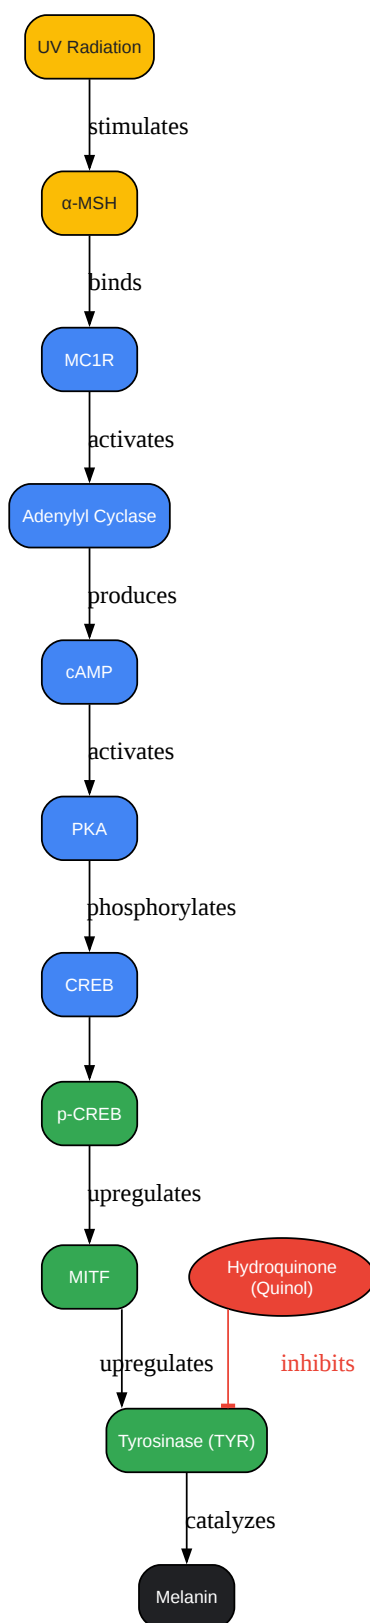 UV Radiation
stimulates
α-MSH
binds
MC1R
activates
Adenylyl Cyclase
produces
cAMP
activates
PKA
phosphorylates
CREB
p-CREB
upregulates
MITF
Hydroquinone
(Quinol)
upregulates
inhibits
Tyrosinase (TYR)
catalyzes
Melanin